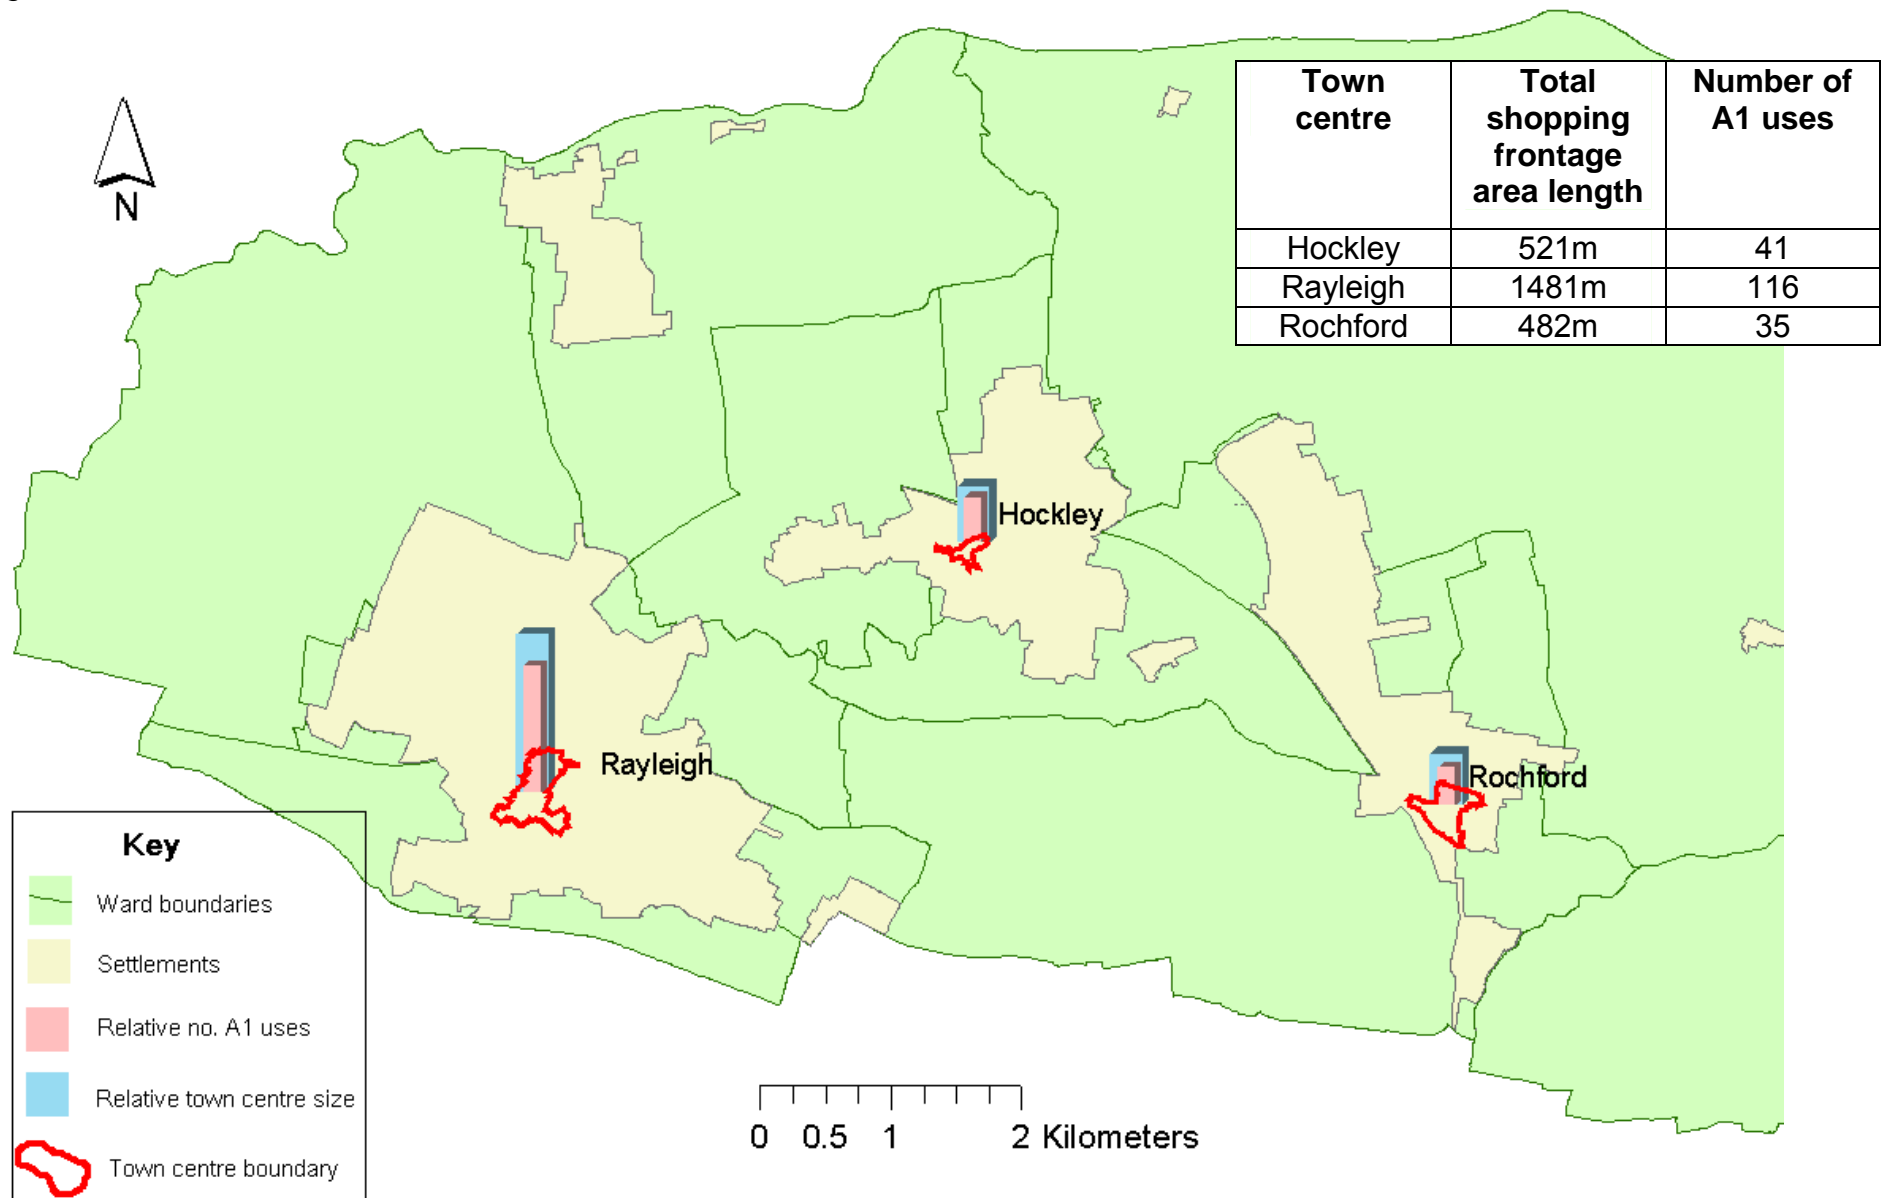 N
Town centre
Total shopping frontage area length
Number of A1 uses
Hockley 521m 41
Rayleigh 1481m 116
Rochford 482m 35
Hockley
Rayleigh
Rochford
Key
Ward boundaries
Settlements
Relative no. A1 uses
Relative town centre size
Town centre boundary
0 0.5 1 2 Kilometers